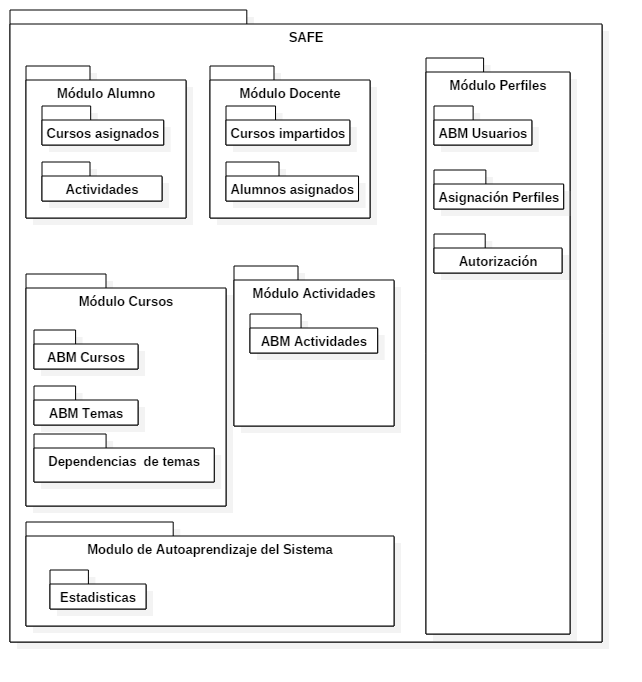 SAFE
Módulo Alumno
Cursos asignados
Actividades
Módulo Docente
Cursos impartidos
Alumnos asignados
Módulo Perfiles
ABM Usuarios
Asignación Perfiles
Autorización
Módulo Cursos
ABM Cursos
ABM Temas
Dependencias de temas
Módulo Actividades
ABM Actividades
Modulo de Autoaprendizaje del Sistema
Estadisticas